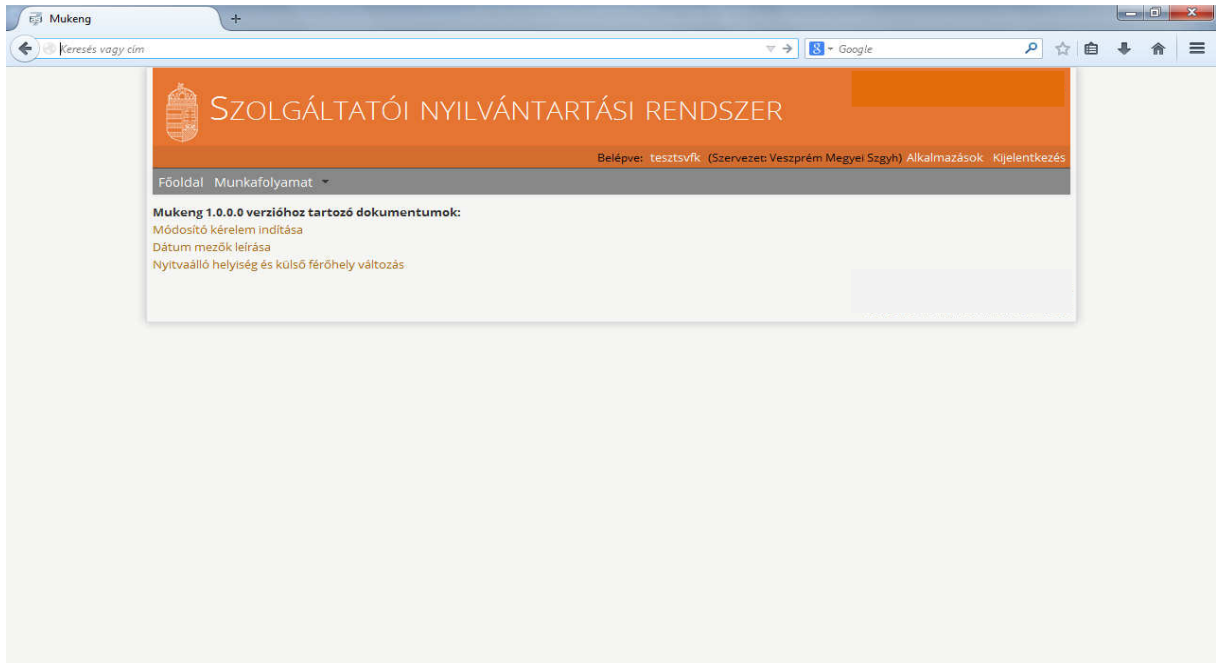 Mukeng
Keresés vagy cím
Google
SZOLGÁLTATÓI NYILVÁNTARTÁSI RENDSZER
Belépve: tesztsvfk (Szervezet: Veszprém Megyei Szgyh) Alkalmazások Kijelentkezés
Főoldal Munkafolyamat
Mukeng 1.0.0.0 verzióhoz tartozó dokumentumok:
Módosító kérelem indítása
Dátum mezők leírása
Nyitvaálló helyiség és külső férőhely változás